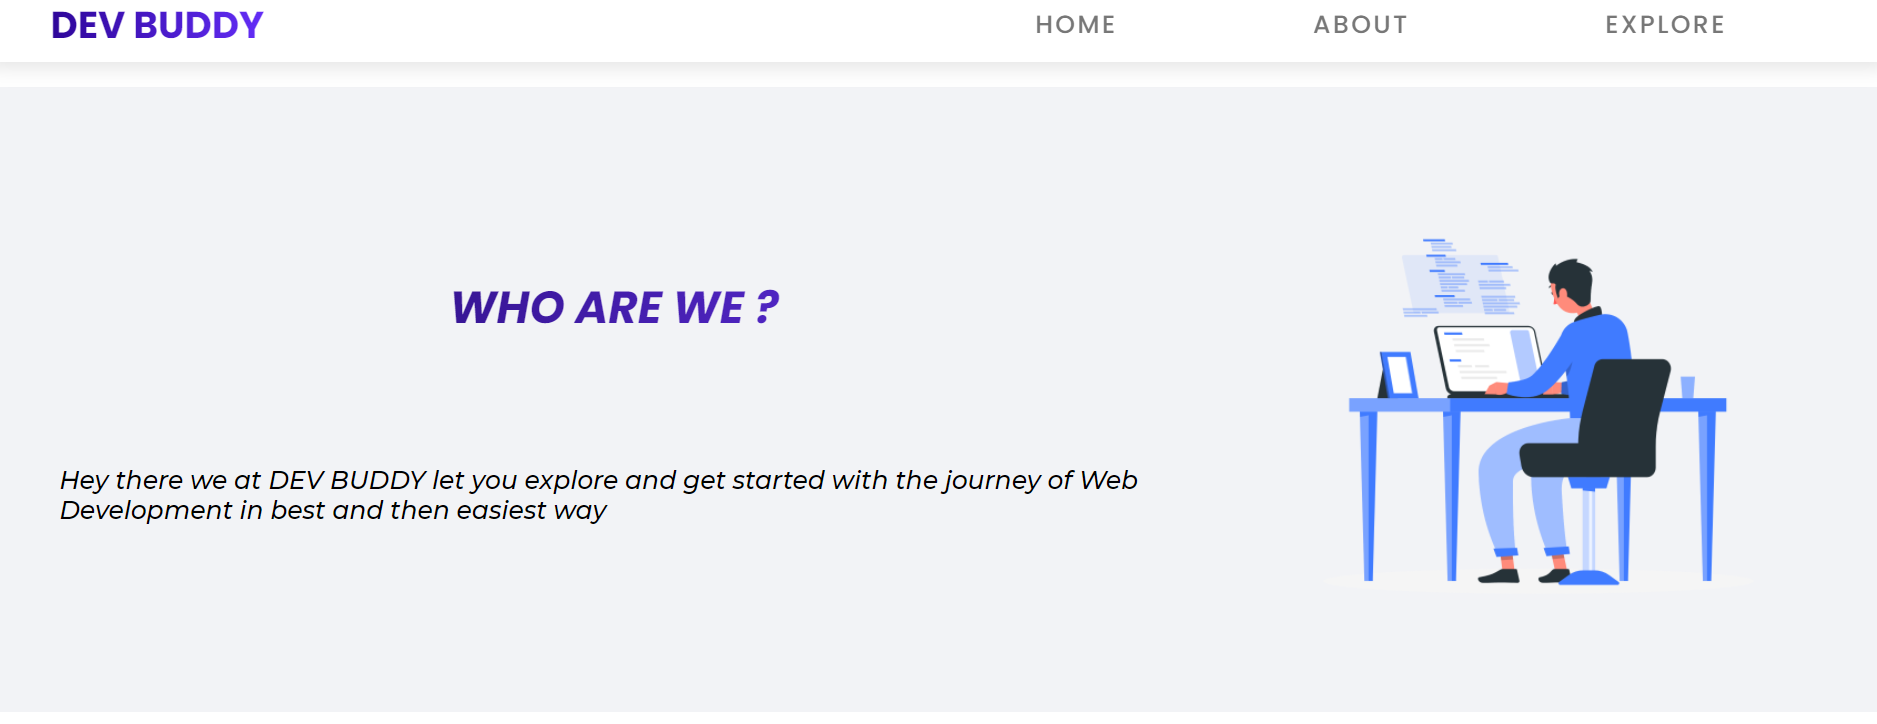 DEV BUDDY
HOME
ABOUT
EXPLORE
WHO ARE WE ?
Hey there we at DEV BUDDY let you explore and get started with the journey of Web
Development in best and then easiest way